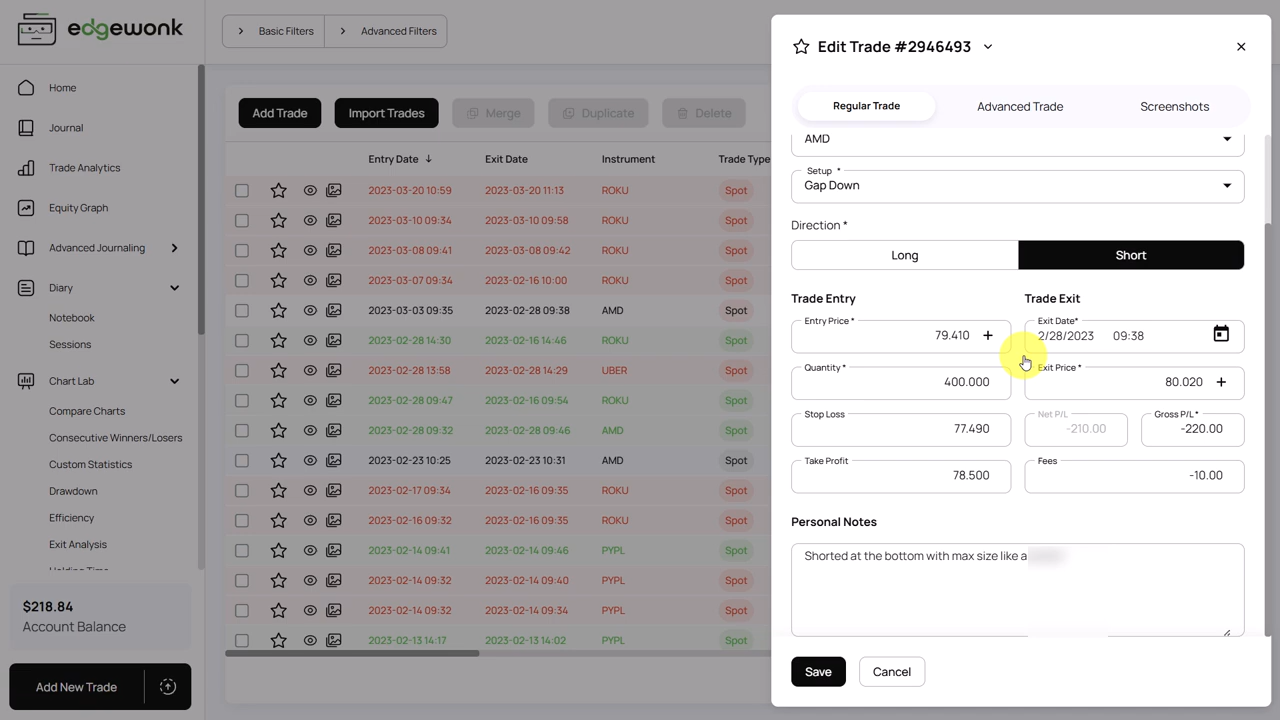 edgewonk
Home
Journal
Trade Analytics
Equity Graph
Advanced Journaling
Diary
Notebook
Sessions
Chart Lab
Compare Charts
Consecutive Winners/Losers
Custom Statistics
Drawdown
Efficiency
Exit Analysis
Holding Time
$218.84
Account Balance
Add New Trade
Basic Filters Advanced Filters
Add Trade Import Trades Merge Duplicate Delete
Entry Date Exit Date Instrument Trade Type
2023-03-20 10:59 2023-03-20 11:13 ROKU Spot
2023-03-10 09:34 2023-03-10 09:58 ROKU Spot
2023-03-08 09:41 2023-03-08 09:42 ROKU Spot
2023-03-07 09:34 2023-02-16 10:00 ROKU Spot
2023-03-03 09:35 2023-02-28 09:38 AMD Spot
2023-02-28 14:30 2023-02-16 14:46 ROKU Spot
2023-02-28 13:58 2023-02-28 14:29 UBER Spot
2023-02-28 09:47 2023-02-16 09:54 ROKU Spot
2023-02-28 09:32 2023-02-28 09:46 AMD Spot
2023-02-23 10:25 2023-02-23 10:31 AMD Spot
2023-02-17 09:34 2023-02-16 09:35 ROKU Spot
2023-02-16 09:32 2023-02-16 09:35 ROKU Spot
2023-02-14 09:41 2023-02-14 09:46 PYPL Spot
2023-02-14 09:32 2023-02-14 09:40 PYPL Spot
2023-02-14 09:32 2023-02-14 09:34 PYPL Spot
2023-02-13 14:17 2023-02-13 14:02 PYPL Spot
Edit Trade #2946493
Regular Trade Advanced Trade Screenshots
AMD
Setup *
Gap Down
Direction *
Long Short
Trade Entry Trade Exit
Entry Price * Exit Date*
79.410 + 2/28/2023 09:38
Quantity * Exit Price *
400.000 80.020 +
Stop Loss Net P/L Gross P/L *
77.490 -210.00 -220.00
Take Profit Fees
78.500 -10.00
Personal Notes
Shorted at the bottom with max size like a
Save Cancel